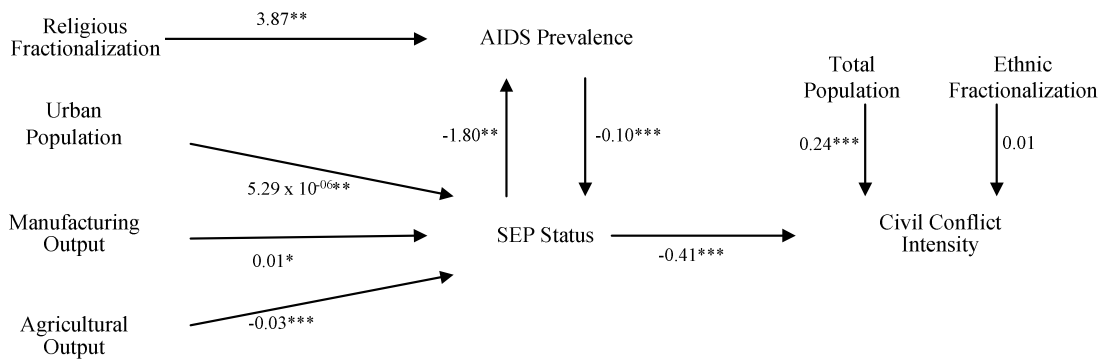 Religious
Fractionalization
3.87**
AIDS Prevalence
Total
Population
Ethnic
Fractionalization
Urban
Population
-1.80**
-0.10***
0.24***
0.01
5.29 x 10-06**
Manufacturing
Output
0.01*
SEP Status
-0.41***
Civil Conflict
Intensity
Agricultural
Output
-0.03***